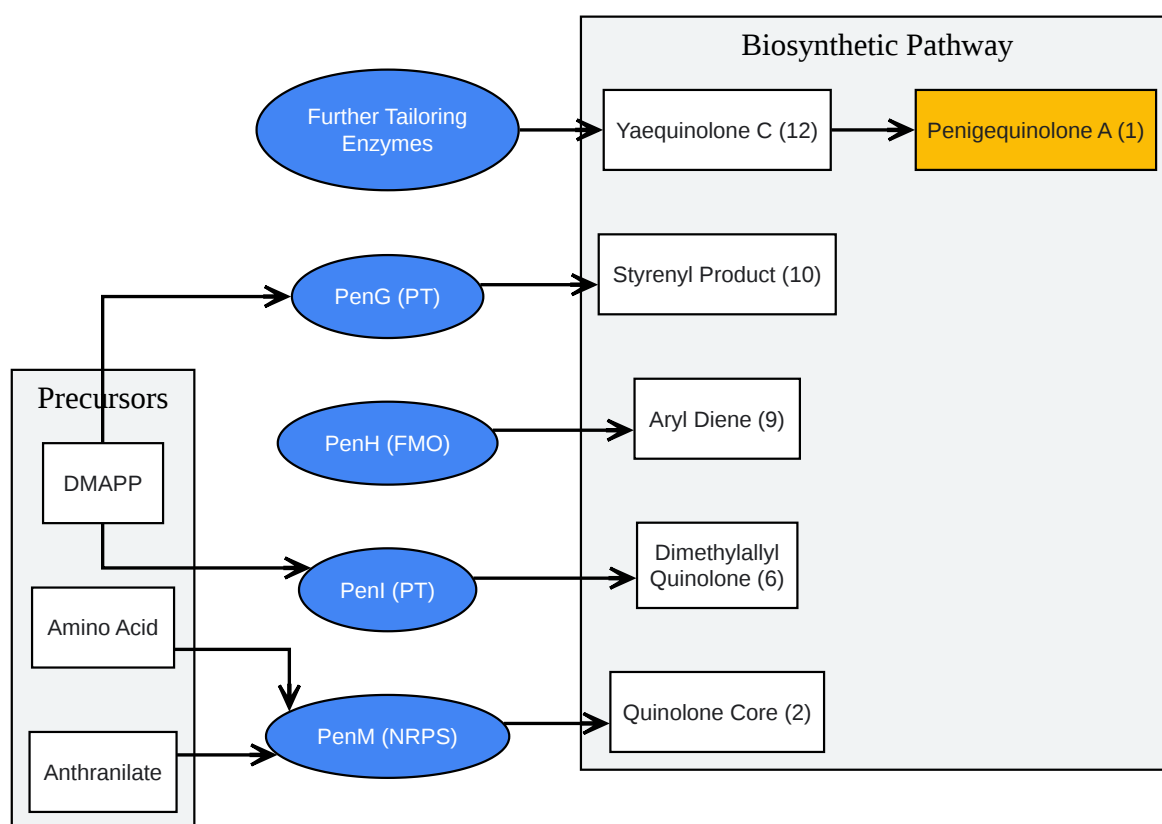 Biosynthetic Pathway
Further Tailoring
Enzymes
Yaequinolone C (12)
Penigequinolone A (1)
PenG (PT)
Styrenyl Product (10)
Precursors
DMAPP
PenH (FMO)
Aryl Diene (9)
PenI (PT)
Dimethylallyl
Quinolone (6)
Amino Acid
Anthranilate
PenM (NRPS)
Quinolone Core (2)